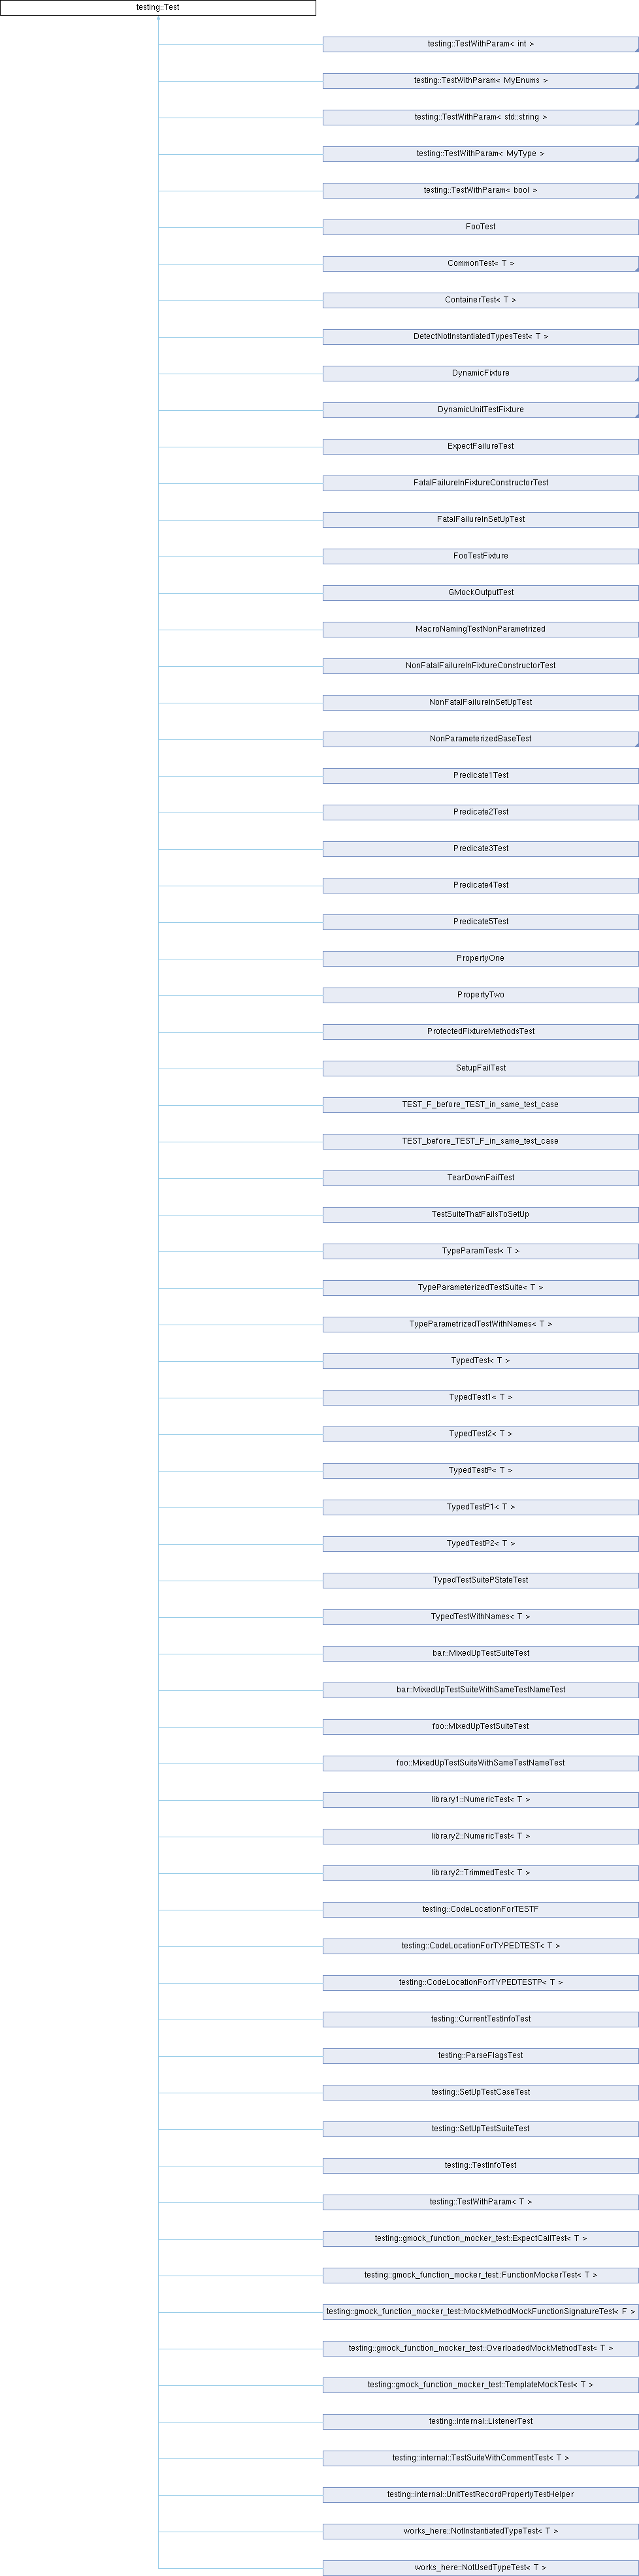 testing::Test
testing::TestWithParam< int >
testing::TestWithParam< MyEnums >
testing::TestWithParam< std::string >
testing::TestWithParam< MyType >
testing::TestWithParam< bool >
FooTest
CommonTest< T >
ContainerTest< T >
DetectNotInstantiatedTypesTest< T >
DynamicFixture
DynamicUnitTestFixture
ExpectFailureTest
FatalFailureInFixtureConstructorTest
FatalFailureInSetUpTest
FooTestFixture
GMockOutputTest
MacroNamingTestNonParametrized
NonFatalFailureInFixtureConstructorTest
NonFatalFailureInSetUpTest
NonParameterizedBaseTest
Predicate1Test
Predicate2Test
Predicate3Test
Predicate4Test
Predicate5Test
PropertyOne
PropertyTwo
ProtectedFixtureMethodsTest
SetupFailTest
TEST_F_before_TEST_in_same_test_case
TEST_before_TEST_F_in_same_test_case
TearDownFailTest
TestSuiteThatFailsToSetUp
TypeParamTest< T >
TypeParameterizedTestSuite< T >
TypeParametrizedTestWithNames< T >
TypedTest< T >
TypedTest1< T >
TypedTest2< T >
TypedTestP< T >
TypedTestP1< T >
TypedTestP2< T >
TypedTestSuitePStateTest
TypedTestWithNames< T >
bar::MixedUpTestSuiteTest
bar::MixedUpTestSuiteWithSameTestNameTest
foo::MixedUpTestSuiteTest
foo::MixedUpTestSuiteWithSameTestNameTest
library1::NumericTest< T >
library2::NumericTest< T >
library2::TrimmedTest< T >
testing::CodeLocationForTESTF
testing::CodeLocationForTYPEDTEST< T >
testing::CodeLocationForTYPEDTESTP< T >
testing::CurrentTestInfoTest
testing::ParseFlagsTest
testing::SetUpTestCaseTest
testing::SetUpTestSuiteTest
testing::TestInfoTest
testing::TestWithParam< T >
testing::gmock_function_mocker_test::ExpectCallTest< T >
testing::gmock_function_mocker_test::FunctionMockerTest< T >
testing::gmock_function_mocker_test::MockMethodMockFunctionSignatureTest< F >
testing::gmock_function_mocker_test::OverloadedMockMethodTest< T >
testing::gmock_function_mocker_test::TemplateMockTest< T >
testing::internal::ListenerTest
testing::internal::TestSuiteWithCommentTest< T >
testing::internal::UnitTestRecordPropertyTestHelper
works_here::NotInstantiatedTypeTest< T >
works_here::NotUsedTypeTest< T >